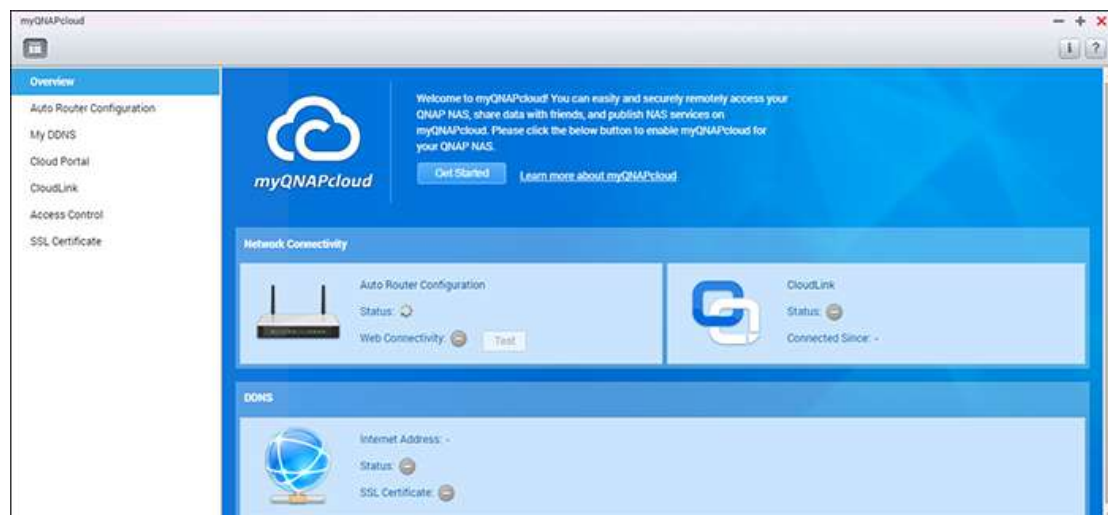 myQNAPcloud
Overview
Auto Router Configuration
My DDNS
Cloud Portal
CloudLink
Access Control
SSL Certificate
myQNAPcloud
Welcome to myQNAPcloud! You can easily and securely remotely access your
QNAP NAS, share data with friends, and publish NAS services on
myQNAPcloud. Please click the below button to enable myQNAPcloud for
your QNAP NAS.
Get Started
Learn more about myQNAPcloud
Network Connectivity
Auto Router Configuration
Status:
Web Connectivity:
Test
CloudLink
Status:
Connected Since: -
DDNS
Internet Address: -
Status:
SSL Certificate: